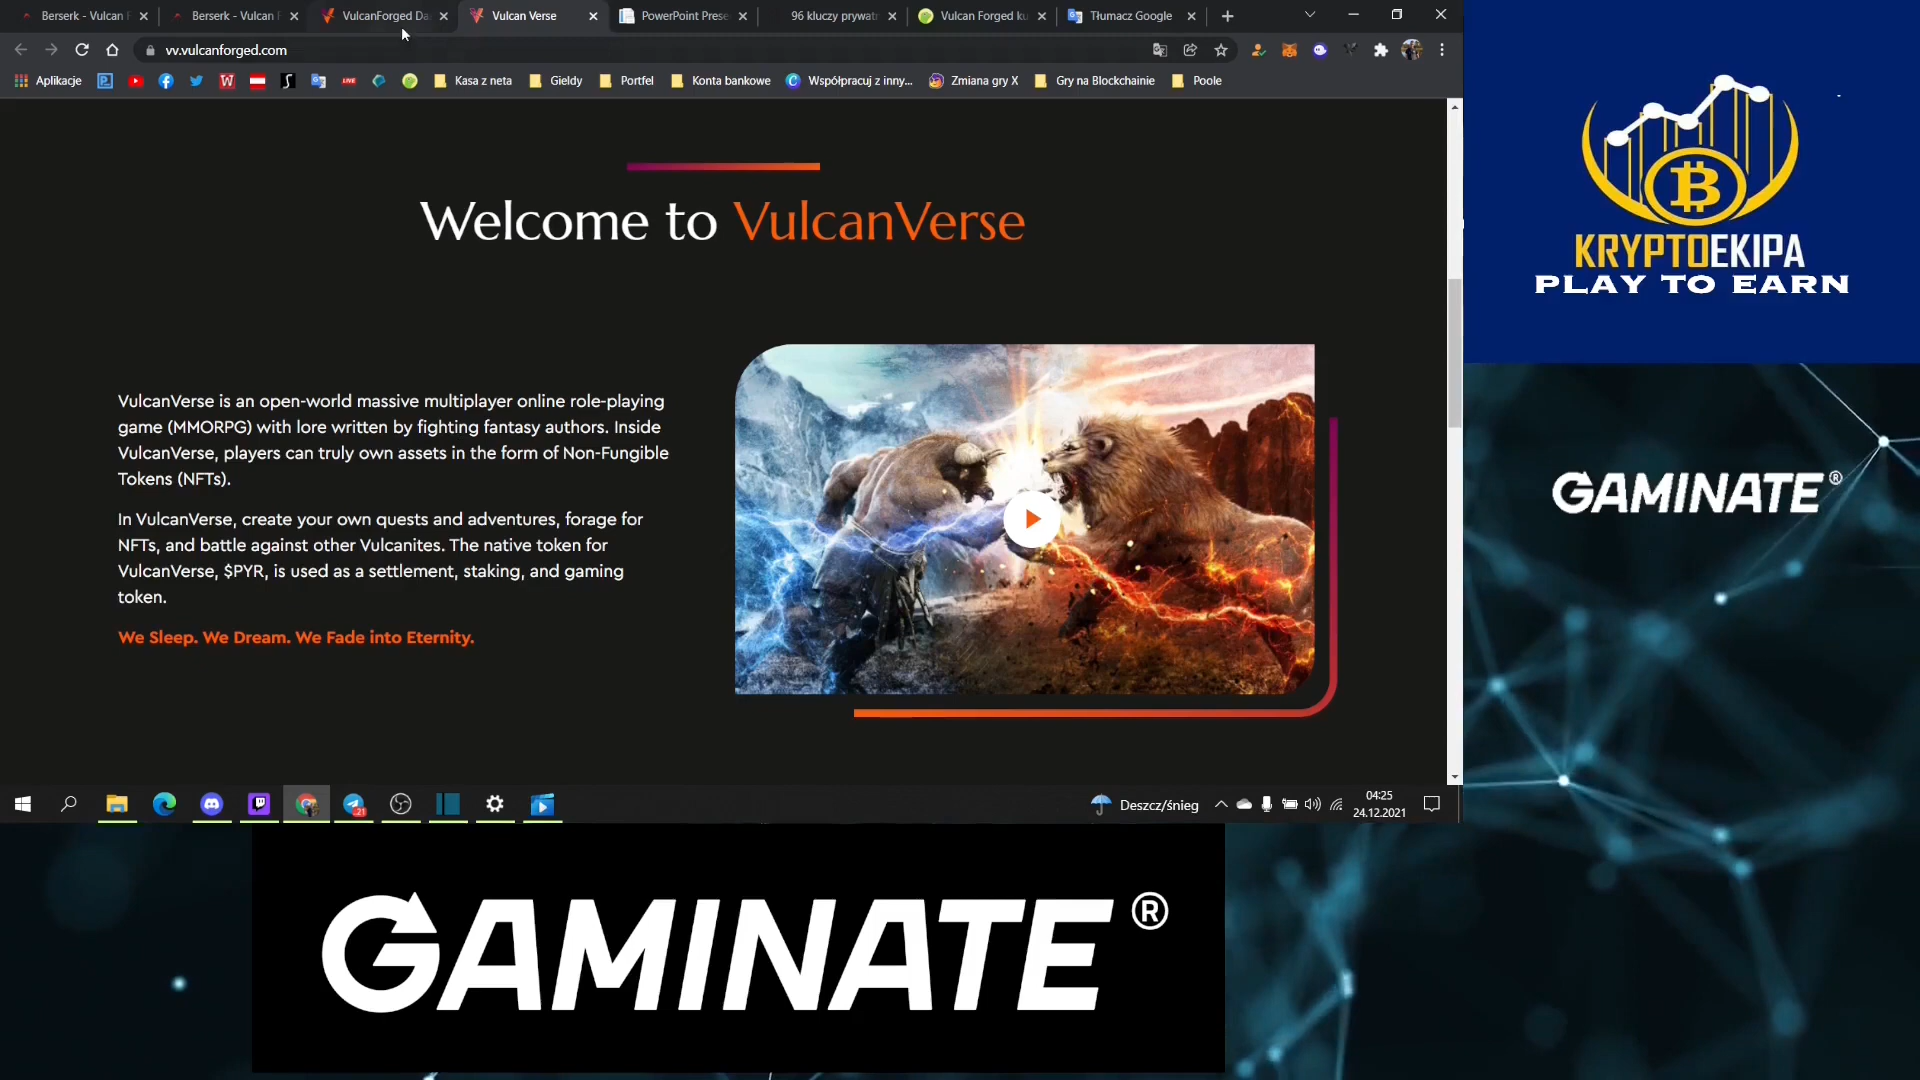 Berserk - Vulcan F
Berserk - Vulcan F
VulcanForged Da
Vulcan Verse
PowerPoint Prese
96 kluczy prywatn
Vulcan Forged ku
Tłumacz Google
vv.vulcanforged.com
Aplikacje
LIVE
Kasa z neta
Gieldy
Portfel
Konta bankowe
Współpracuj z inny...
Zmiana gry X
Gry na Blockchainie
Poole
Welcome to VulcanVerse
VulcanVerse is an open-world massive multiplayer online role-playing
game (MMORPG) with lore written by fighting fantasy authors. Inside
VulcanVerse, players can truly own assets in the form of Non-Fungible
Tokens (NFTs).
In VulcanVerse, create your own quests and adventures, forage for
NFTs, and battle against other Vulcanites. The native token for
VulcanVerse, $PYR, is used as a settlement, staking, and gaming
token.
We Sleep. We Dream. We Fade into Eternity.
21
Deszcz/śnieg
04:25
24.12.2021
KRYPTOEKIPA
PLAY TO EARN
GAMINATE®
GAMINATE®